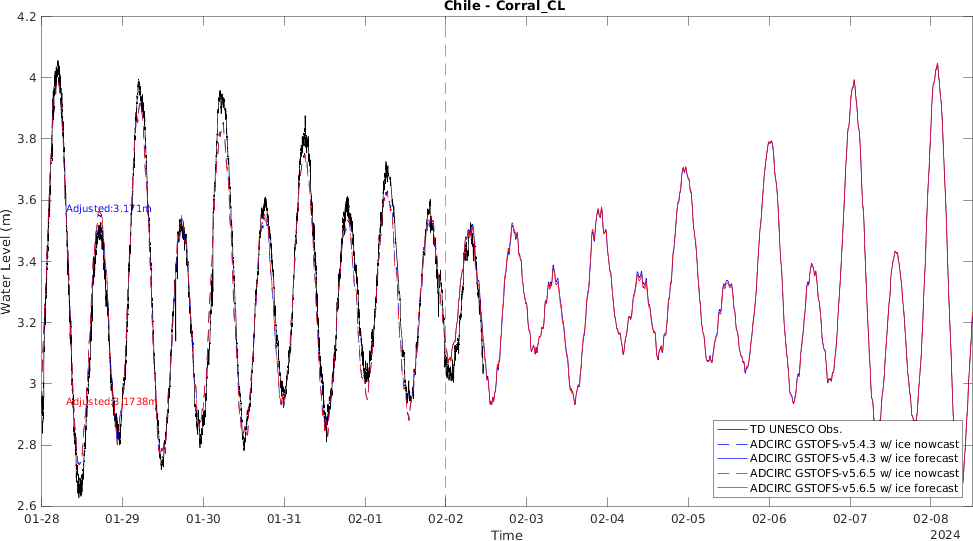 Chile - Corral_CL
4.2
4
3.8
3.6
3.4
3.2
3
2.8
2.6
Water Level (m)
Adjusted:3.171m
Adjusted:3.1738m
TD UNESCO Obs.
ADCIRC GSTOFS-v5.4.3 w/ ice nowcast
ADCIRC GSTOFS-v5.4.3 w/ ice forecast
ADCIRC GSTOFS-v5.6.5 w/ ice nowcast
ADCIRC GSTOFS-v5.6.5 w/ ice forecast
01-28 01-29 01-30 01-31 02-01 02-02 02-03 02-04 02-05 02-06 02-07 02-08
Time
2024